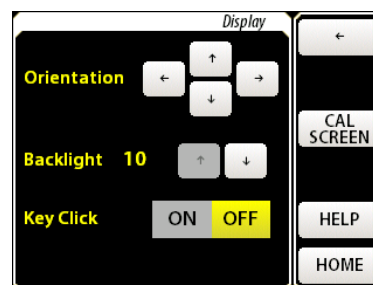 Display
←
Orientation ← ↑ ↓ →
CAL
SCREEN
Backlight 10 ↑ ↓
Key Click ON OFF
HELP
HOME